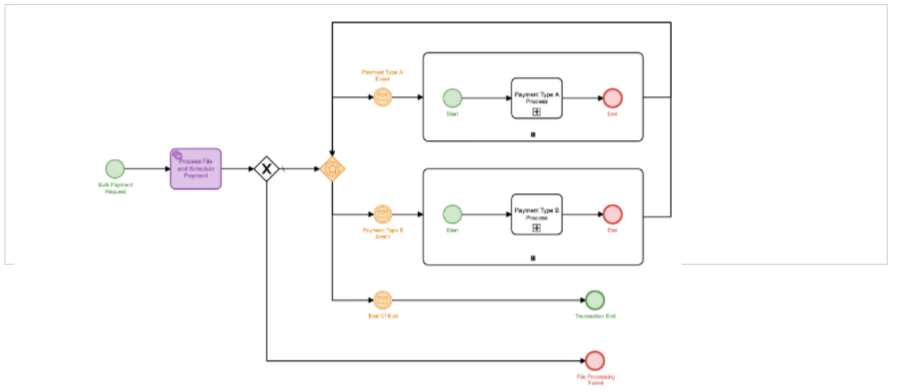 Payment Type A
Event
Start
Payment Type A
Process
End
Process File
and Schedule
Payment
Bulk Payment
Request
Payment Type B
Start
Payment Type B
Process
End
End Of Bulk
Transaction End
File Processing
Failed